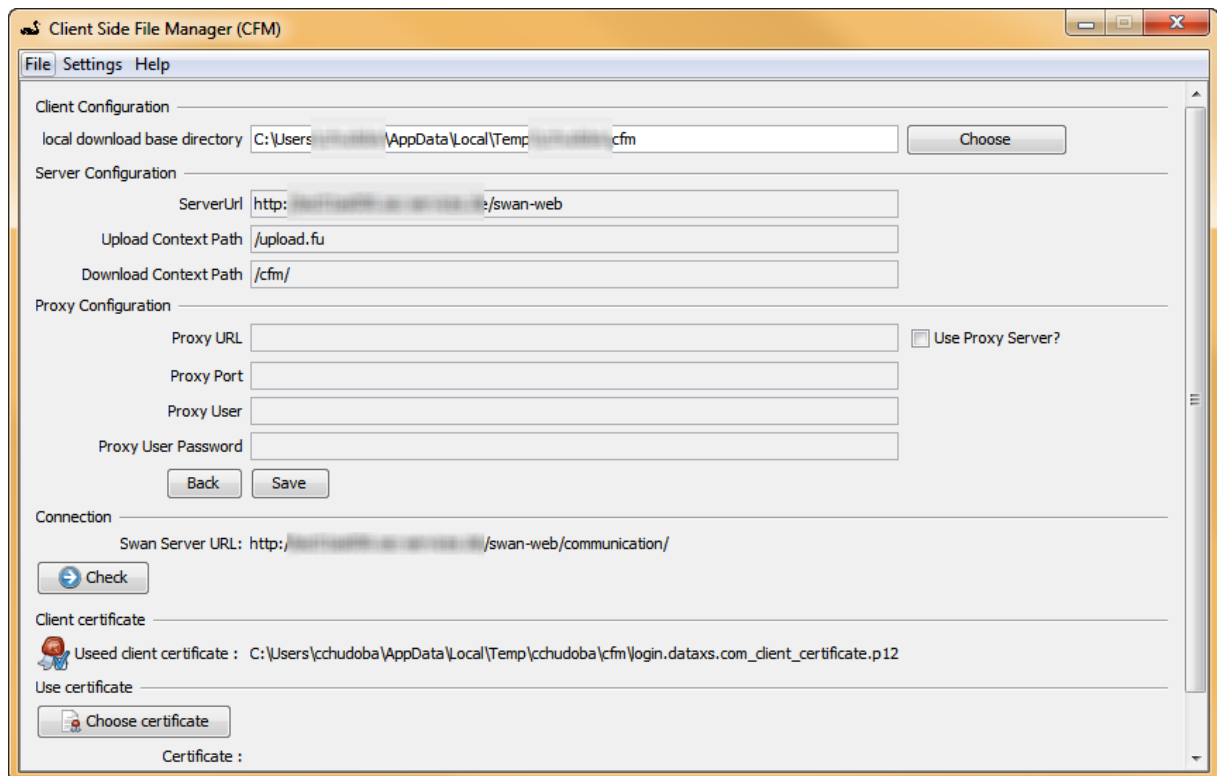 Client Side File Manager (CFM)
File Settings Help
Client Configuration
local download base directory C:\Users \AppData\Local\Temp cfm Choose
Server Configuration
ServerUrl http: /swan-web
Upload Context Path /upload.fu
Download Context Path /cfm/
Proxy Configuration
Proxy URL Use Proxy Server?
Proxy Port
Proxy User
Proxy User Password
Back Save
Connection
Swan Server URL: http:/ /swan-web/communication/
Check
Client certificate
Useed client certificate : C:\Users\cchudoba\AppData\Local\Temp\cchudoba\cfm\login.dataxs.com_client_certificate.p12
Use certificate
Choose certificate
Certificate :